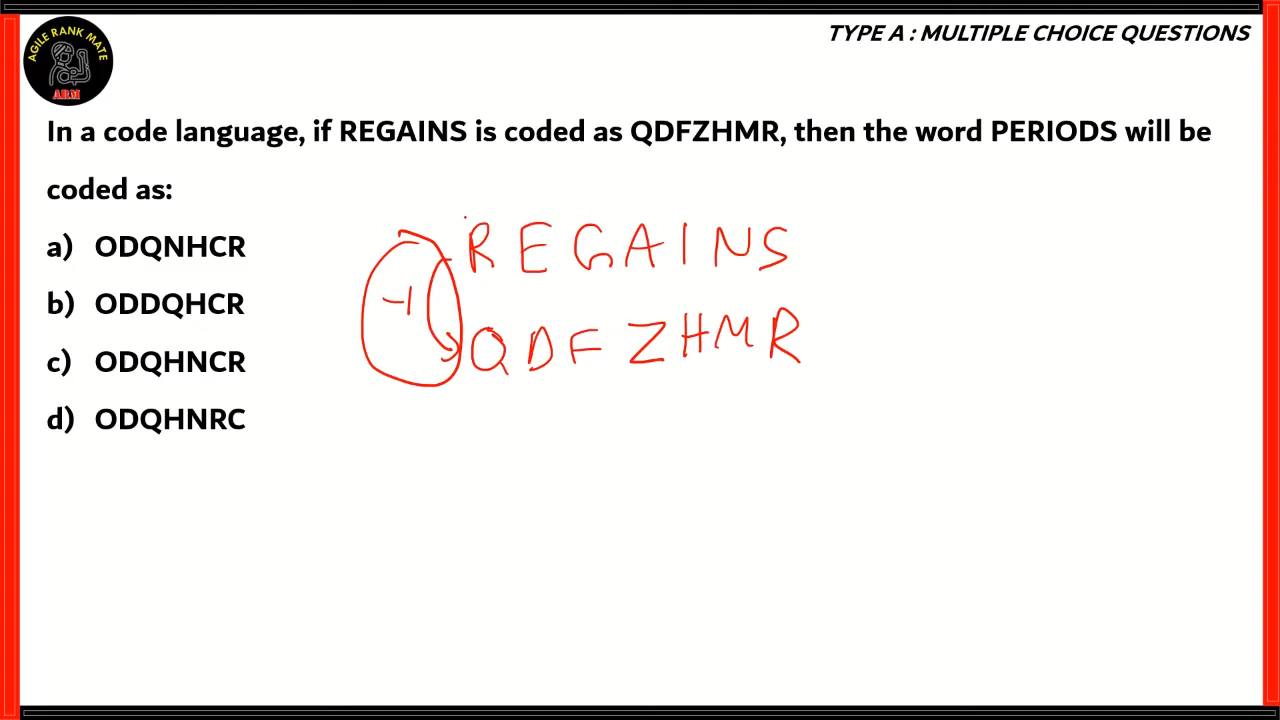 AGILE RANK MATE
ARM
TYPE A : MULTIPLE CHOICE QUESTIONS
In a code language, if REGAINS is coded as QDFZHMR, then the word PERIODS will be
coded as:
a) ODQNHCR
b) ODDQHCR
c) ODQHNCR
d) ODQHNRC
REGAINS
-1
QDFZHMR